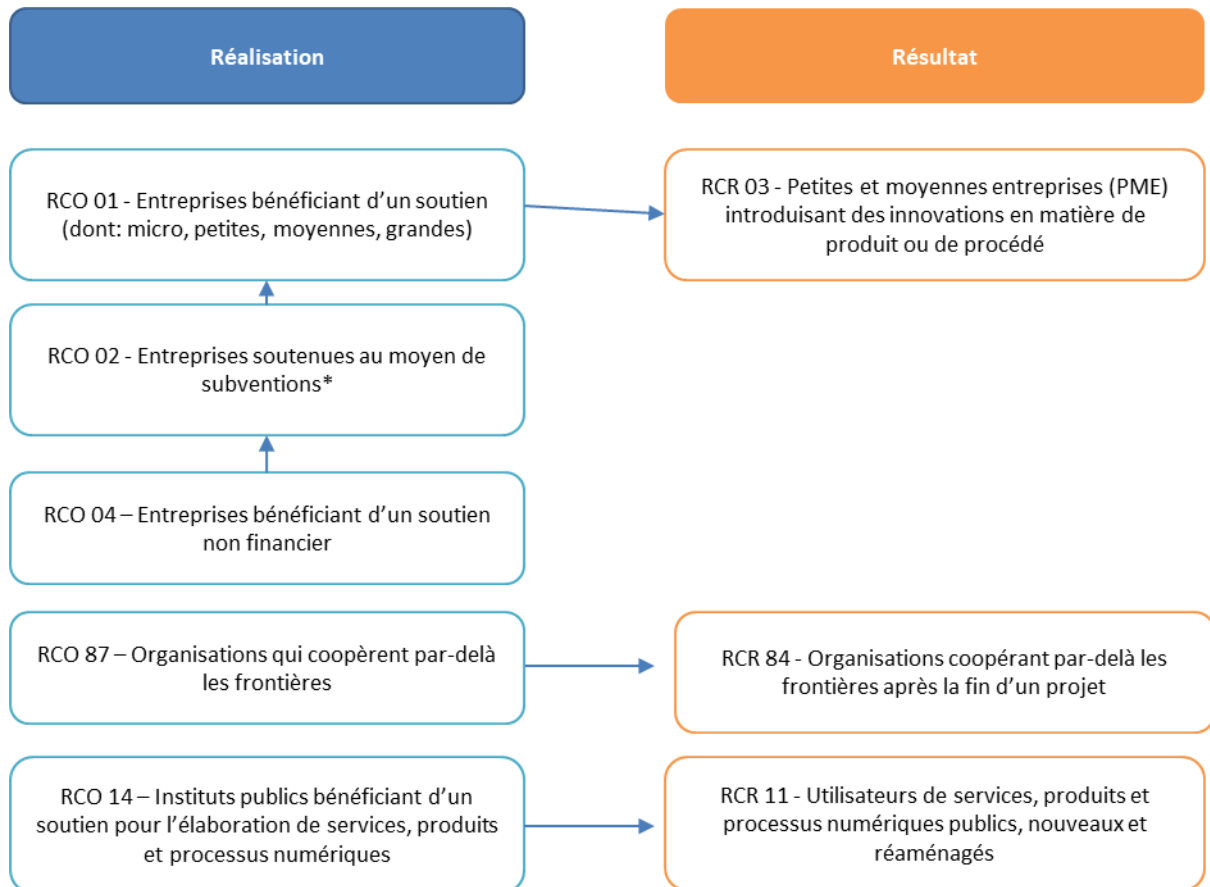 Réalisation
Résultat
RCO 01 - Entreprises bénéficiant d’un soutien
(dont: micro, petites, moyennes, grandes)
RCR 03 - Petites et moyennes entreprises (PME)
introduisant des innovations en matière de
produit ou de procédé
RCO 02 - Entreprises soutenues au moyen de
subventions*
RCO 04 – Entreprises bénéficiant d’un soutien
non financier
RCO 87 – Organisations qui coopèrent par-delà
les frontières
RCR 84 - Organisations coopérant par-delà les
frontières après la fin d’un projet
RCO 14 – Instituts publics bénéficiant d’un
soutien pour l’élaboration de services, produits
et processus numériques
RCR 11 - Utilisateurs de services, produits et
processus numériques publics, nouveaux et
réaménagés